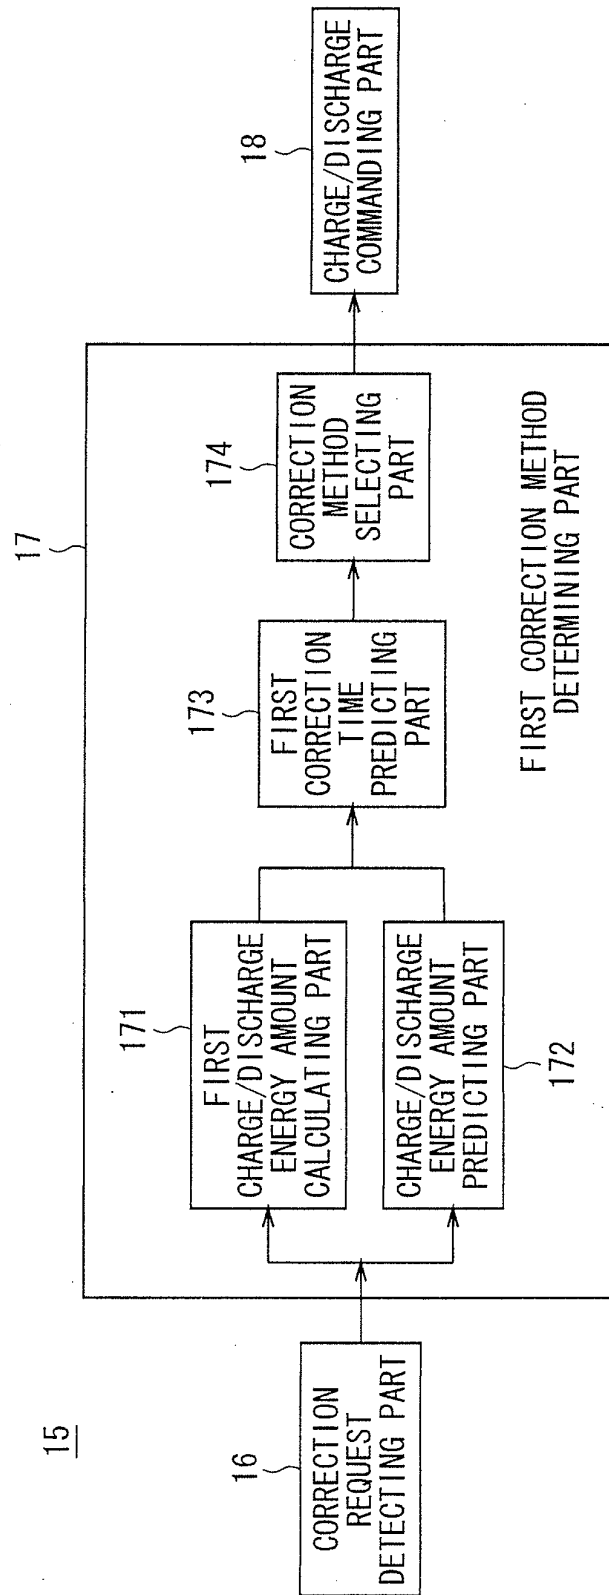 15
16
CORRECTION
REQUEST
DETECTING PART
17
171
FIRST
CHARGE/DISCHARGE
ENERGY AMOUNT
CALCULATING PART
CHARGE/DISCHARGE
ENERGY AMOUNT
PREDICTING PART
172
173
FIRST
CORRECTION
TIME
PREDICTING
PART
174
CORRECTION
METHOD
SELECTING
PART
FIRST CORRECTION METHOD
DETERMINING PART
18
CHARGE/DISCHARGE
COMMANDING PART